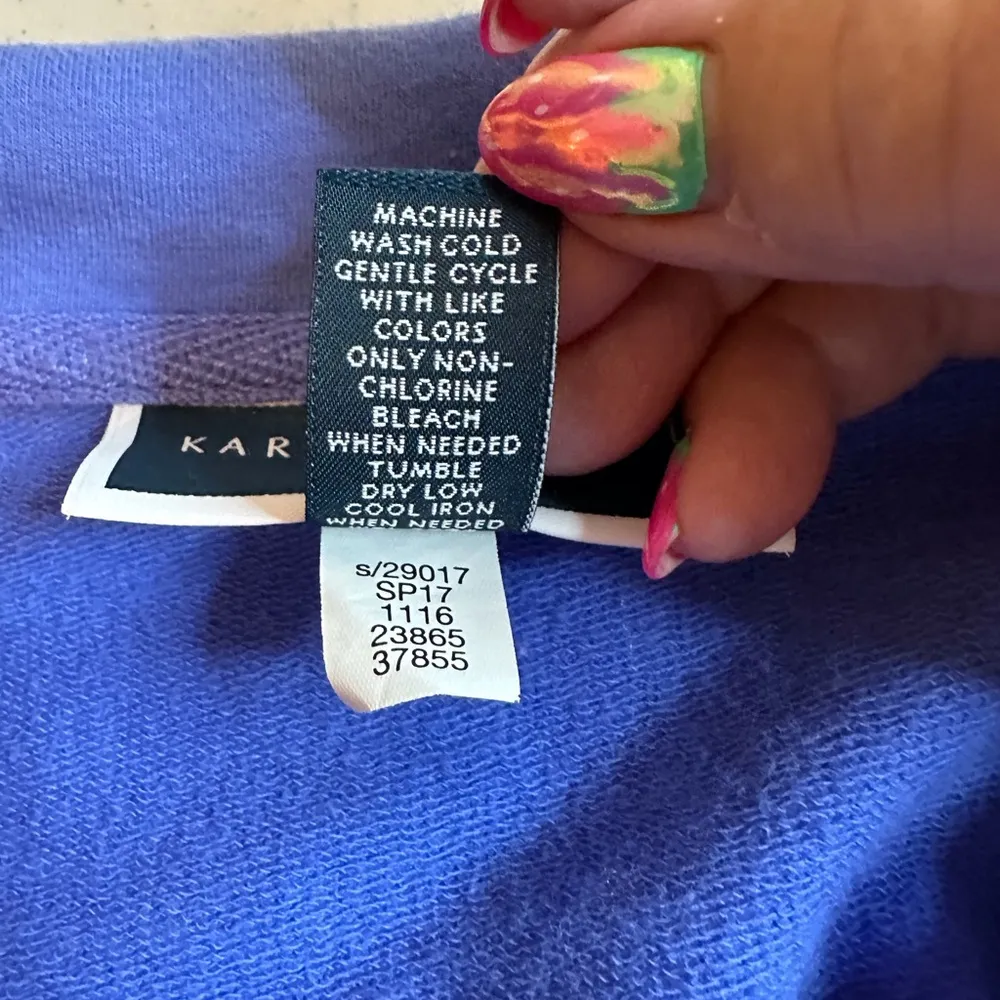 MACHINE
WASH COLD
GENTLE CYCLE
WITH LIKE
COLORS
ONLY NON-
CHLORINE
BLEACH
WHEN NEEDED
TUMBLE
DRY LOW
COOL IRON
WHEN NEEDED
KAR
s/29017
SP17
1116
23865
37855